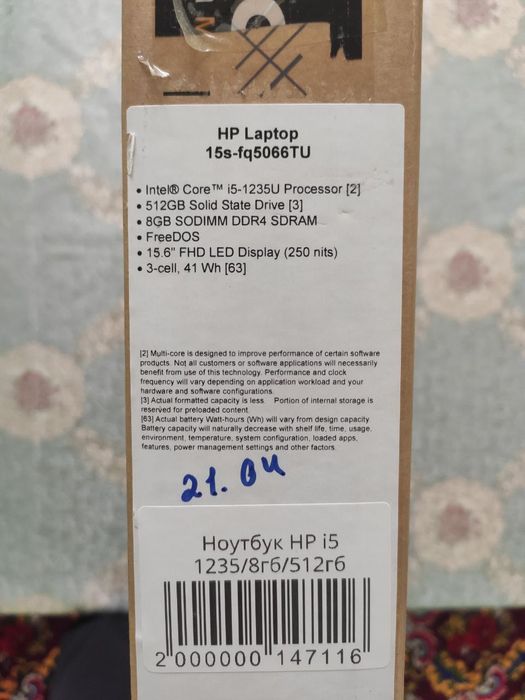 HP Laptop
15s-fq5066TU
• Intel® Core™ i5-1235U Processor [2]
• 512GB Solid State Drive [3]
• 8GB SODIMM DDR4 SDRAM
• FreeDOS
• 15.6" FHD LED Display (250 nits)
• 3-cell, 41 Wh [63]
[2] Multi-core is designed to improve performance of certain software
products. Not all customers or software applications will necessarily
benefit from use of this technology. Performance and clock
frequency will vary depending on application workload and your
hardware and software configurations.
[3] Actual formatted capacity is less. Portion of internal storage is
reserved for preloaded content.
[63] Actual battery Watt-hours (Wh) will vary from design capacity.
Battery capacity will naturally decrease with shelf life, time, usage,
environment, temperature, system configuration, loaded apps,
features, power management settings and other factors.
21.04
Ноутбук HP i5
1235/8гб/512гб
2 000000 147116